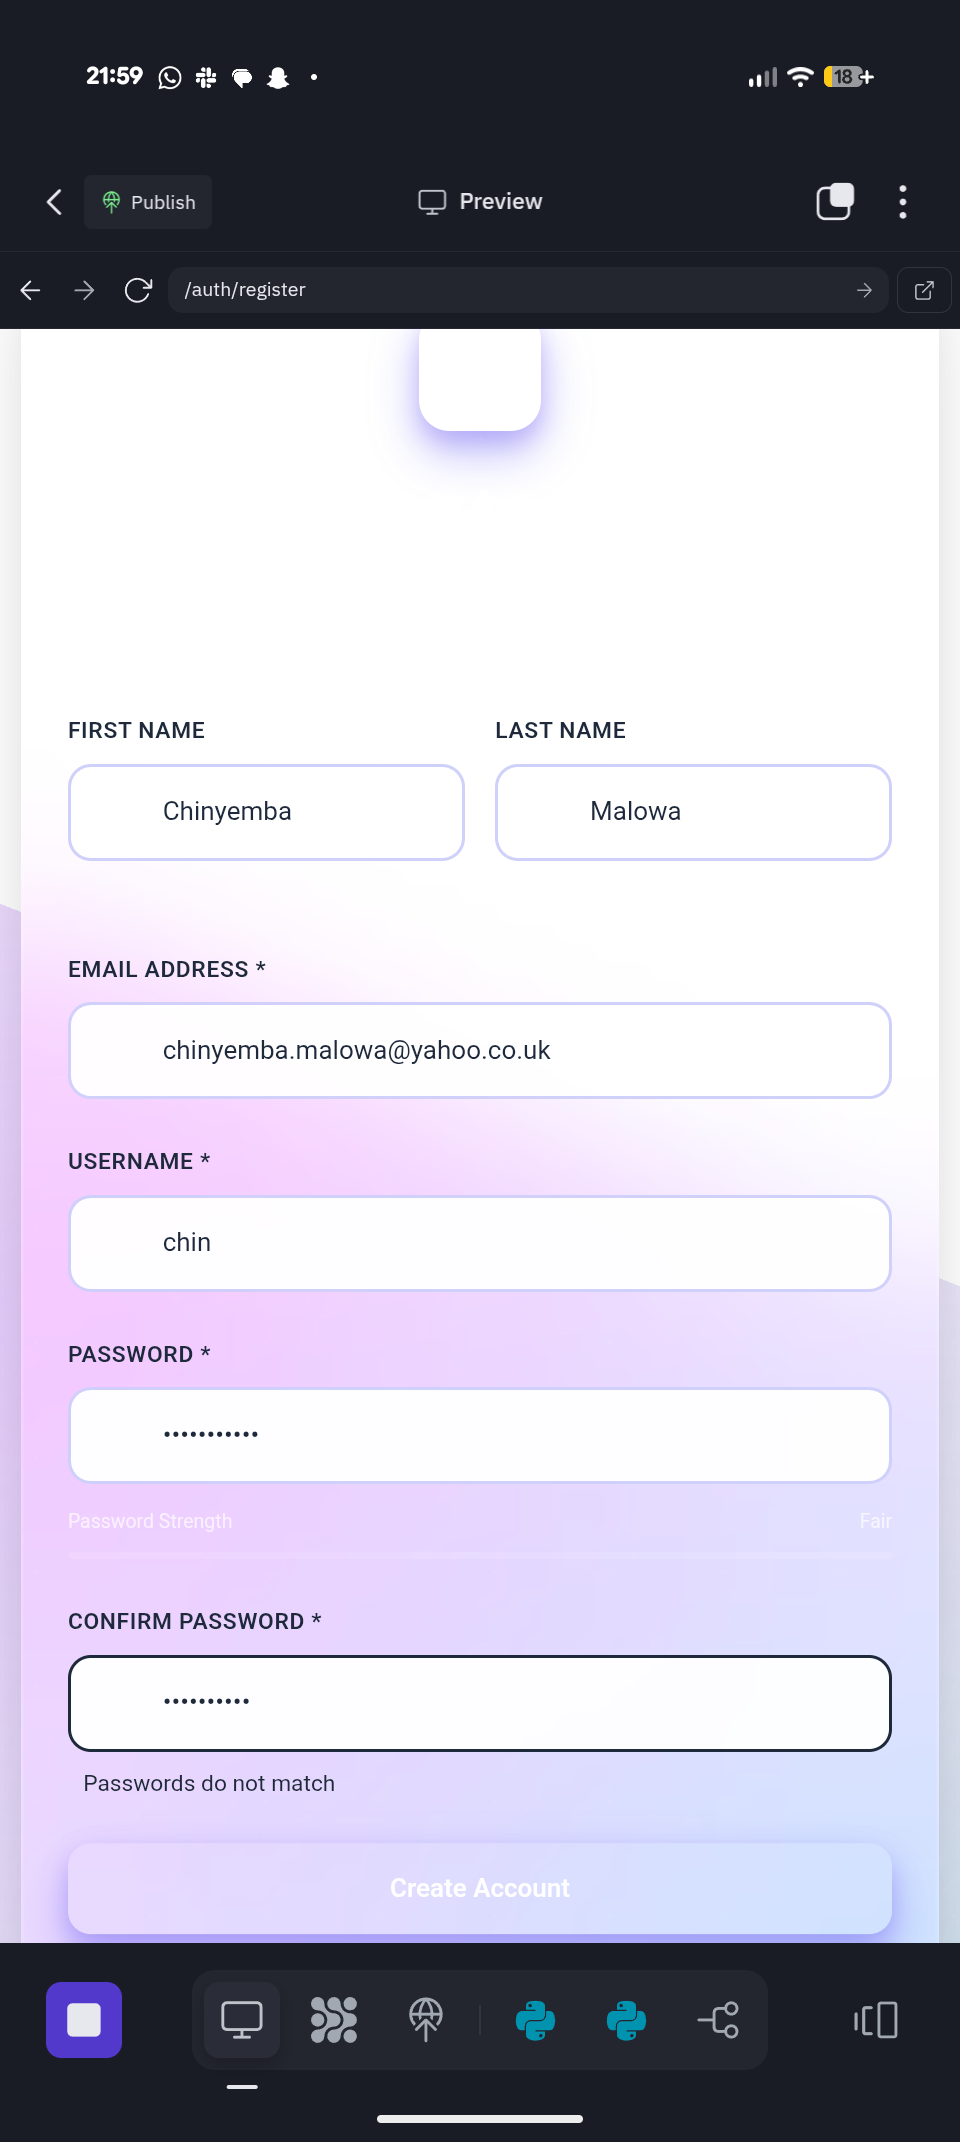 21:59
18
Publish
Preview
/auth/register
FIRST NAME
LAST NAME
Chinyemba
Malowa
EMAIL ADDRESS *
chinyemba.malowa@yahoo.co.uk
USERNAME *
chin
PASSWORD *
•••••••••••
Password Strength
Fair
CONFIRM PASSWORD *
••••••••••
Passwords do not match
Create Account